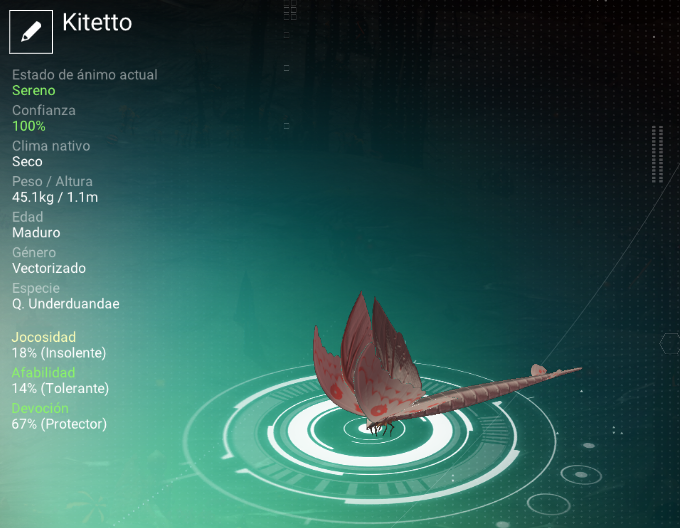 Kitetto
Estado de ánimo actual
Sereno
Confianza
100%
Clima nativo
Seco
Peso / Altura
45.1kg / 1.1m
Edad
Maduro
Género
Vectorizado
Especie
Q. Underduandae
Jocosidad
18% (Insolente)
Afabilidad
14% (Tolerante)
Devoción
67% (Protector)